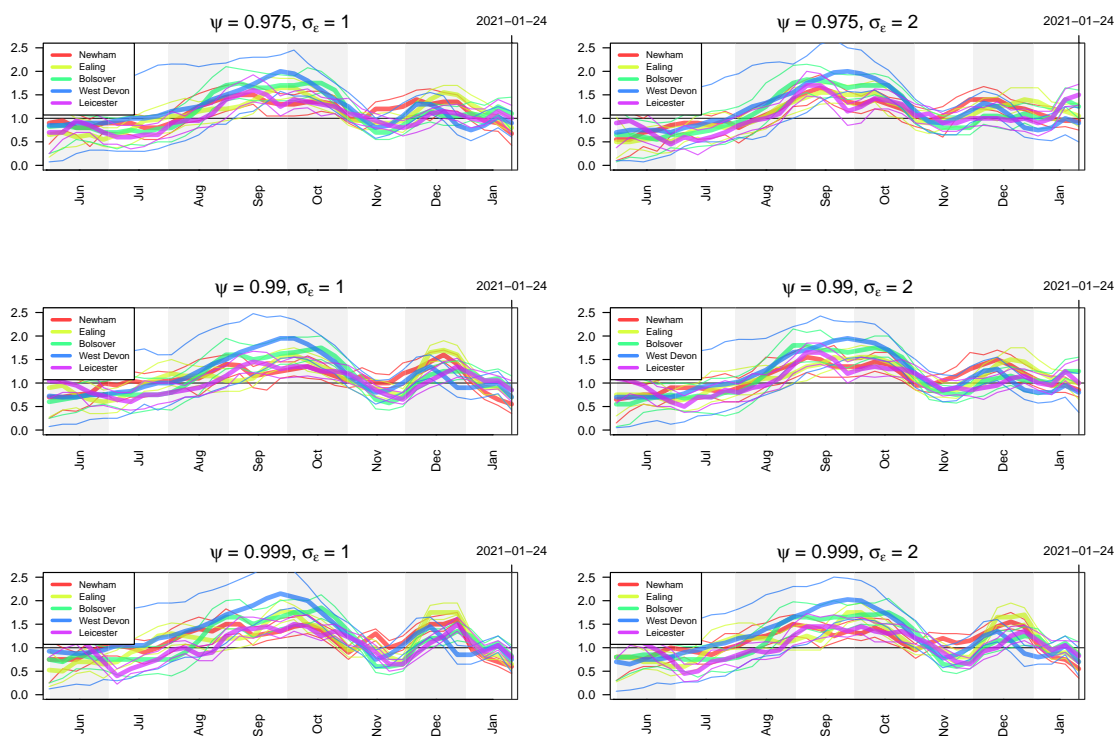 2021−01−24
2021−01−24
ψ = 0.975, σε = 1
ψ = 0.975, σε = 2
2.5
2.0
1.5
1.0
0.5
0.0
Newham
Ealing
Bolsover
West Devon
Leicester
Jun
Jul
Aug
Sep
Oct
Nov
Dec
Jan
2.5
2.0
1.5
1.0
0.5
0.0
Newham
Ealing
Bolsover
West Devon
Leicester
Jun
Jul
Aug
Sep
Oct
Nov
Dec
Jan
ψ = 0.99, σε = 1
2021−01−24
ψ = 0.99, σε = 2
2021−01−24
2.5
2.0
1.5
1.0
0.5
0.0
Newham
Ealing
Bolsover
West Devon
Leicester
Jun
Jul
Aug
Sep
Oct
Nov
Dec
Jan
2.5
2.0
1.5
1.0
0.5
0.0
Newham
Ealing
Bolsover
West Devon
Leicester
Jun
Jul
Aug
Sep
Oct
Nov
Dec
Jan
ψ = 0.999, σε = 1
2021−01−24
ψ = 0.999, σε = 2
2021−01−24
2.5
2.0
1.5
1.0
0.5
0.0
Newham
Ealing
Bolsover
West Devon
Leicester
Jun
Jul
Aug
Sep
Oct
Nov
Dec
Jan
2.5
2.0
1.5
1.0
0.5
0.0
Newham
Ealing
Bolsover
West Devon
Leicester
Jun
Jul
Aug
Sep
Oct
Nov
Dec
Jan